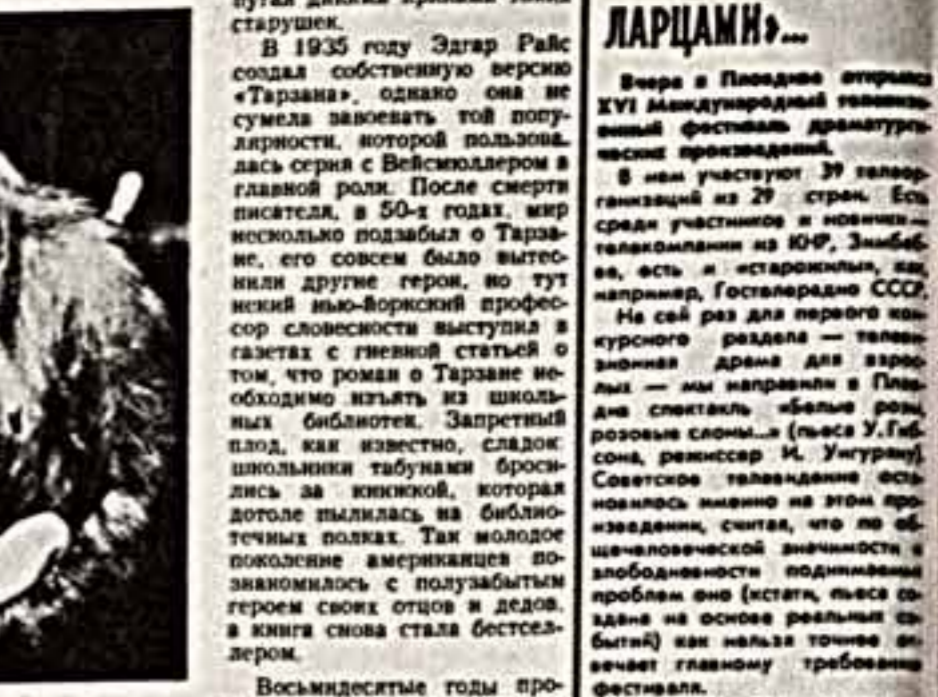 старушек.
В 1935 году Эдгар Райс
создал собственную версию
«Тарзана», однако она не
сумела завоевать той попу-
лярности, которой пользова-
лась серия с Вейсмюллером в
главной роли. После смерти
писателя, в 50-х годах, мир
несколько подзабыл о Тарза-
не, его совсем было вытес-
нили другие герои, но тут
некий нью-йоркский профес-
сор словесности выступил в
газетах с гневной статьей о
том, что роман о Тарзане не-
обходимо изъять из школь-
ных библиотек. Запретный
плод, как известно, сладок:
школьники табунами броси-
лись за книжкой, которая
дотоле пылилась на библио-
течных полках. Так молодое
поколение американцев по-
знакомилось с полузабытым
героем своих отцов и дедов,
а книга снова стала бестсел-
лером.
Восьмидесятые годы про-
ЛАРЦАМИ»...
Вчера в Пловдиве открылся
XVI Международный телевизи-
онный фестиваль драматурги-
ческих произведений.
В нем участвуют 39 телеор-
ганизаций из 29 стран. Есть
среди участников и новички —
телекомпании из КНР, Зимбаб-
ве, есть и «старожилы», как,
например, Гостелерадио СССР.
На сей раз для первого кон-
курсного раздела — телеви-
зионная драма для взрос-
лых — мы направили в Плов-
див спектакль «Белые розы,
розовые слоны...» (пьеса У. Гиб-
сона, режиссер И. Унгуряну).
Советское телевидение оста-
новилось именно на этом про-
изведении, считая, что по об-
щечеловеческой значимости и
злободневности поднимаемых
проблем оно (кстати, пьеса со-
здана на основе реальных со-
бытий) как нельзя точнее от-
вечает главному требованию
фестиваля.